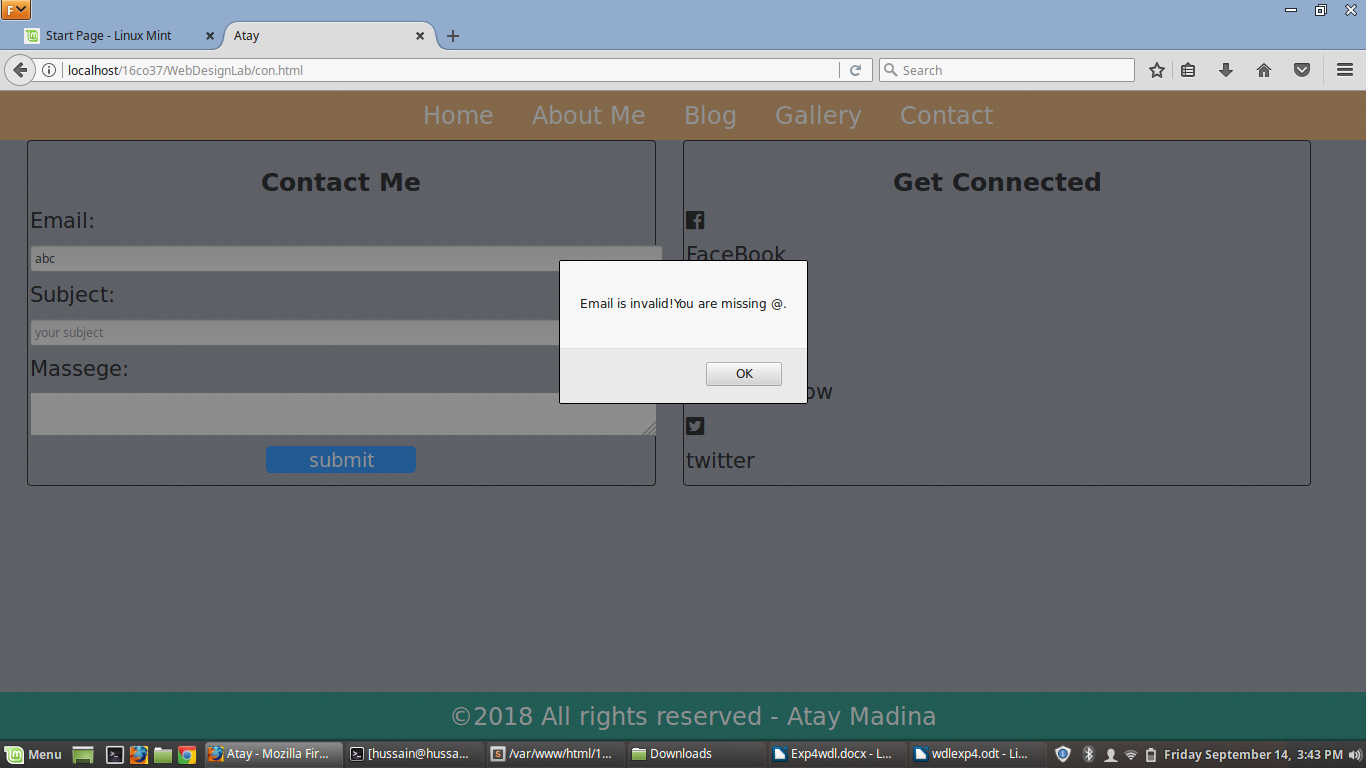 F
Start Page - Linux Mint
Atay
localhost/16co37/WebDesignLab/con.html
Search
Home About Me Blog Gallery Contact
Contact Me
Email:
abc
Subject:
your subject
Massege:
submit
Get Connected
FaceBook
ow
twitter
Email is invalid!You are missing @.
OK
©2018 All rights reserved - Atay Madina
Menu
Atay - Mozilla Fir...
[hussain@hussa...
/var/www/html/1...
Downloads
Exp4wdl.docx - L...
wdlexp4.odt - Li...
Friday September 14, 3:43 PM